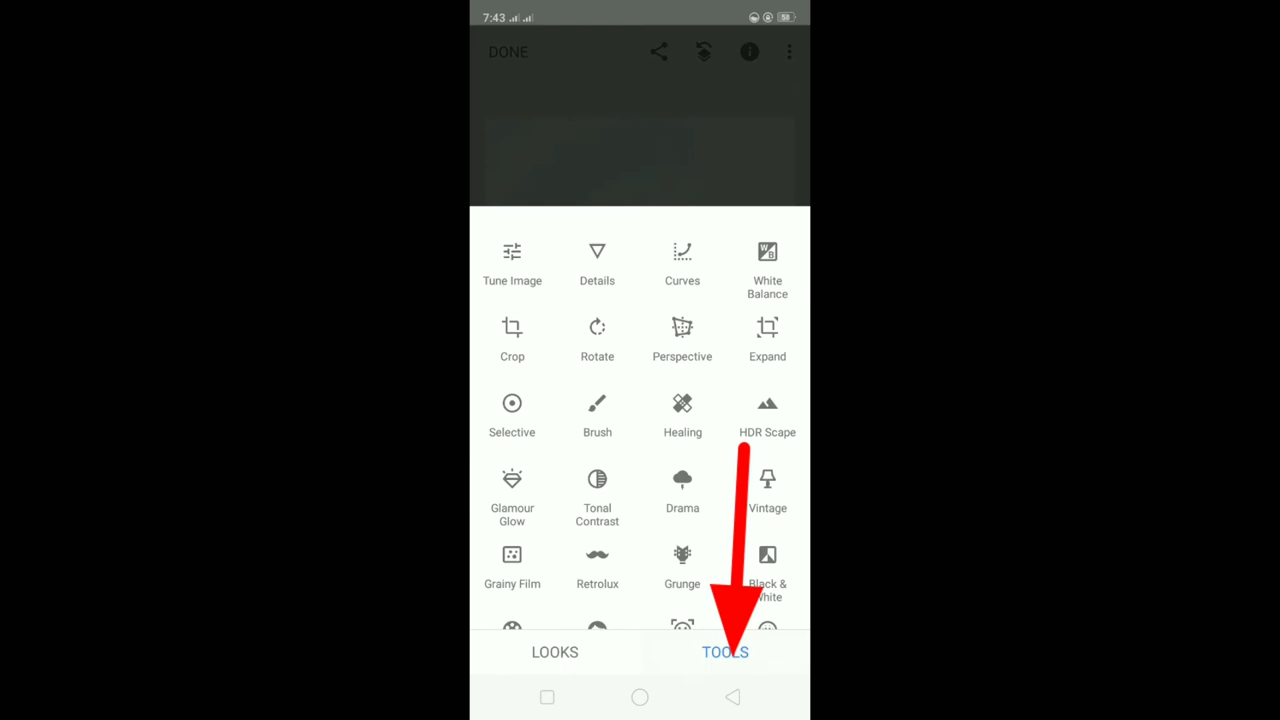 7:43
58
DONE
Tune Image
Details
Curves
White
Balance
Crop
Rotate
Perspective
Expand
Selective
Brush
Healing
HDR Scape
Glamour
Glow
Tonal
Contrast
Drama
Vintage
Grainy Film
Retrolux
Grunge
Black &
White
LOOKS
TOOLS